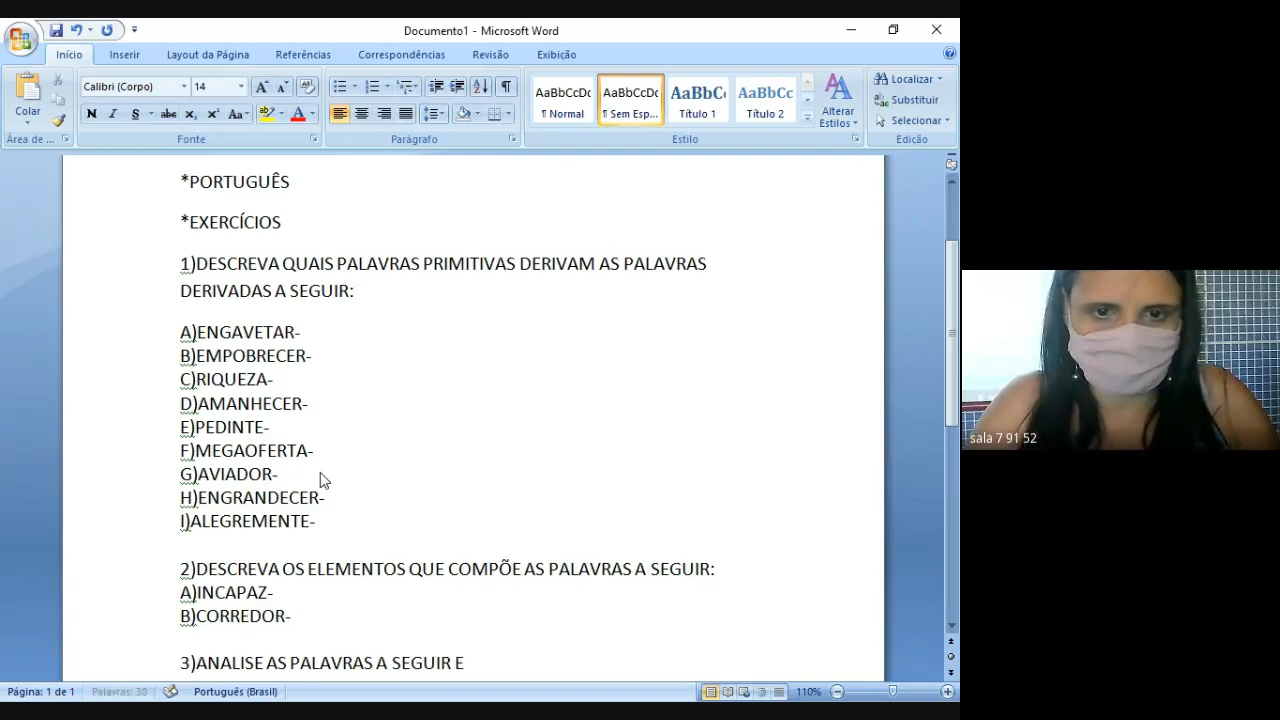 Documento1 - Microsoft Word
Início Inserir Layout da Página Referências Correspondências Revisão Exibição
Colar
Calibri (Corpo) 14
N I S abc x₂ x² Aa
AaBbCcDc AaBbCcDc AaBbC AaBbCc
¶ Normal ¶ Sem Esp... Título 1 Título 2
Alterar Estilos
Localizar
Substituir
Selecionar
Área de ... Fonte Parágrafo Estilo Edição
*PORTUGUÊS
*EXERCÍCIOS
1)DESCREVA QUAIS PALAVRAS PRIMITIVAS DERIVAM AS PALAVRAS
DERIVADAS A SEGUIR:
A)ENGAVETAR-
B)EMPOBRECER-
C)RIQUEZA-
D)AMANHECER-
E)PEDINTE-
F)MEGAOFERTA-
G)AVIADOR-
H)ENGRANDECER-
I)ALEGREMENTE-
2)DESCREVA OS ELEMENTOS QUE COMPÕE AS PALAVRAS A SEGUIR:
A)INCAPAZ-
B)CORREDOR-
3)ANALISE AS PALAVRAS A SEGUIR E
sala 7 91 52
Página: 1 de 1 Palavras: 38 Português (Brasil) 110%